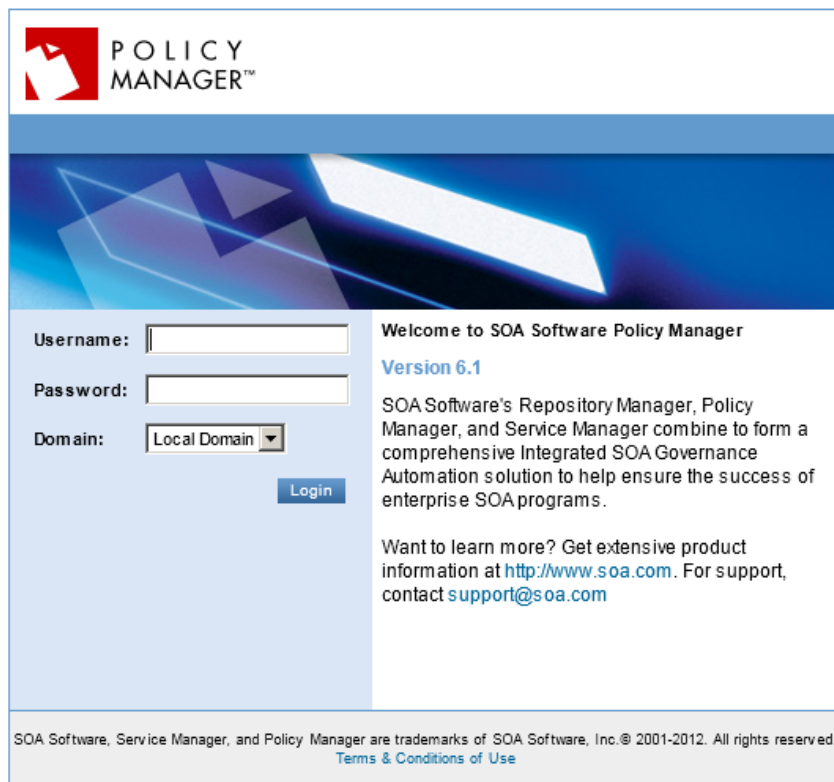 POLICY
MANAGER™
Username:
Password:
Domain:
Local Domain
Login
Welcome to SOA Software Policy Manager
Version 6.1
SOA Software's Repository Manager, Policy
Manager, and Service Manager combine to form a
comprehensive Integrated SOA Governance
Automation solution to help ensure the success of
enterprise SOA programs.
Want to learn more? Get extensive product
information at http://www.soa.com. For support,
contact support@soa.com
SOA Software, Service Manager, and Policy Manager are trademarks of SOA Software, Inc.© 2001-2012. All rights reserved
Terms & Conditions of Use